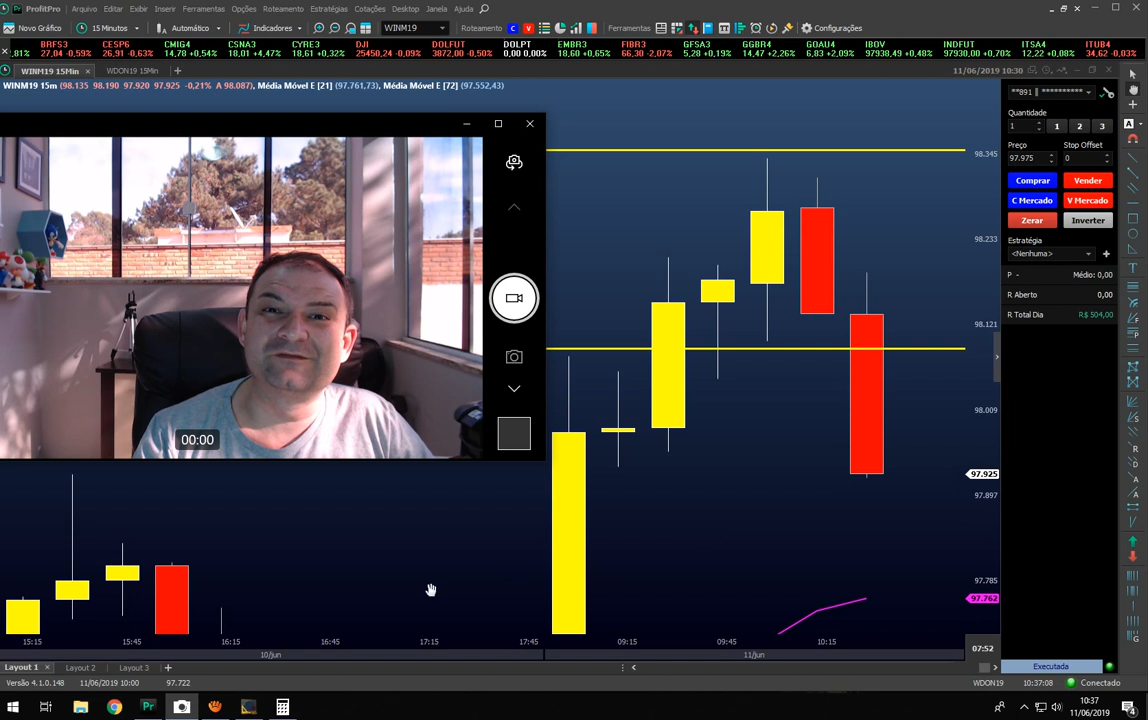 ProfitPro Arquivo Editar Exibir Inserir Ferramentas Opções Roteamento Estratégias Cotações Desktop Janela Ajuda
Novo Gráfico 15 Minutos Automático Indicadores WINM19 Roteamento C V Ferramentas Configurações
BRFS3 CESP6 CMIG4 CSNA3 CYRE3 DJI DOLFUT DOLPT EMBR3 FIBR3 GFSA3 GGBR4 GOAU4 IBOV INDFUT ITSA4 ITUB4
.81% 27,04 -0,59% 26,91 -0,63% 14,78 +0,54% 18,01 +4,47% 18,61 +0,32% 25450,24 -0,09% 3872,00 -0,50% 0,00 0,00% 18,60 +0,65% 66,30 -2,07% 5,28 +0,19% 14,47 +2,26% 6,83 +2,09% 97938,49 +0,48% 97930,00 +0,70% 12,22 +0,08% 34,62 -0,03%
WINM19 15Min WDON19 15Min 11/06/2019 10:30
WINM19 15m (98.135 98.190 97.920 97.925 -0,21% A 98.087), Média Móvel E [21] (97.761,73), Média Móvel E [72] (97.552,43)
**891 || **********
Quantidade
1 1 2 3
Preço Stop Offset
97.975 0
Comprar Vender
C Mercado V Mercado
Zerar Inverter
Estratégia
<Nenhuma>
P - Médio: 0,00
R Aberto 0,00
R Total Dia R$ 504,00
98.345
98.233
98.121
98.009
97.925
97.897
97.785
97.762
00:00
15:15 15:45 16:15 16:45 17:15 17:45 09:15 09:45 10:15
10/jun 11/jun
07:52
Layout 1 Layout 2 Layout 3
Executada
Versão 4.1.0.148 11/06/2019 10:00 97.722 WDON19 10:37:08 Conectado
10:37
11/06/2019
4